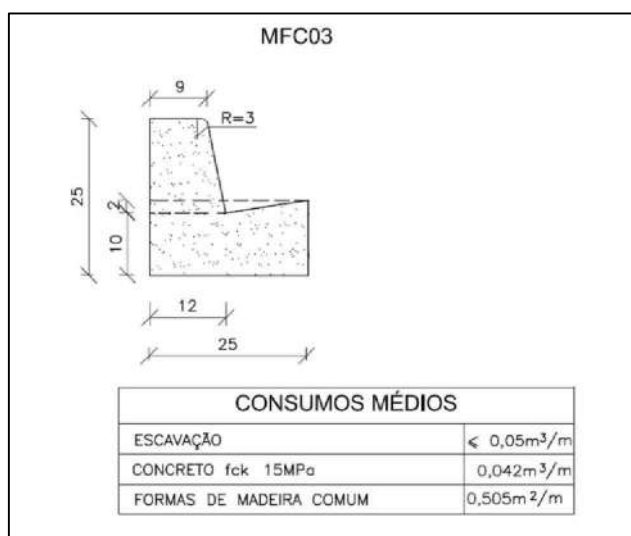 MFC03
9
R=3
25
2
10
12
25
CONSUMOS MÉDIOS
ESCAVAÇÃO ⩽ 0,05m³/m
CONCRETO fck 15MPa 0,042m³/m
FORMAS DE MADEIRA COMUM 0,505m²/m